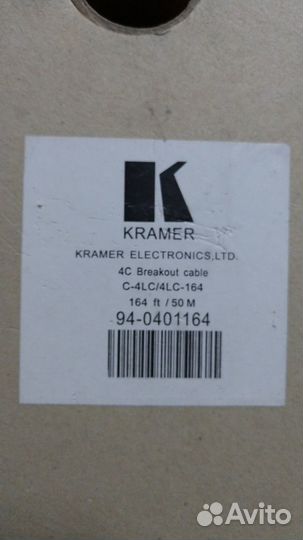 KRAMER
KRAMER ELECTRONICS,LTD.
4C Breakout cable
C-4LC/4LC-164
164 ft / 50 M
94-0401164
Avito